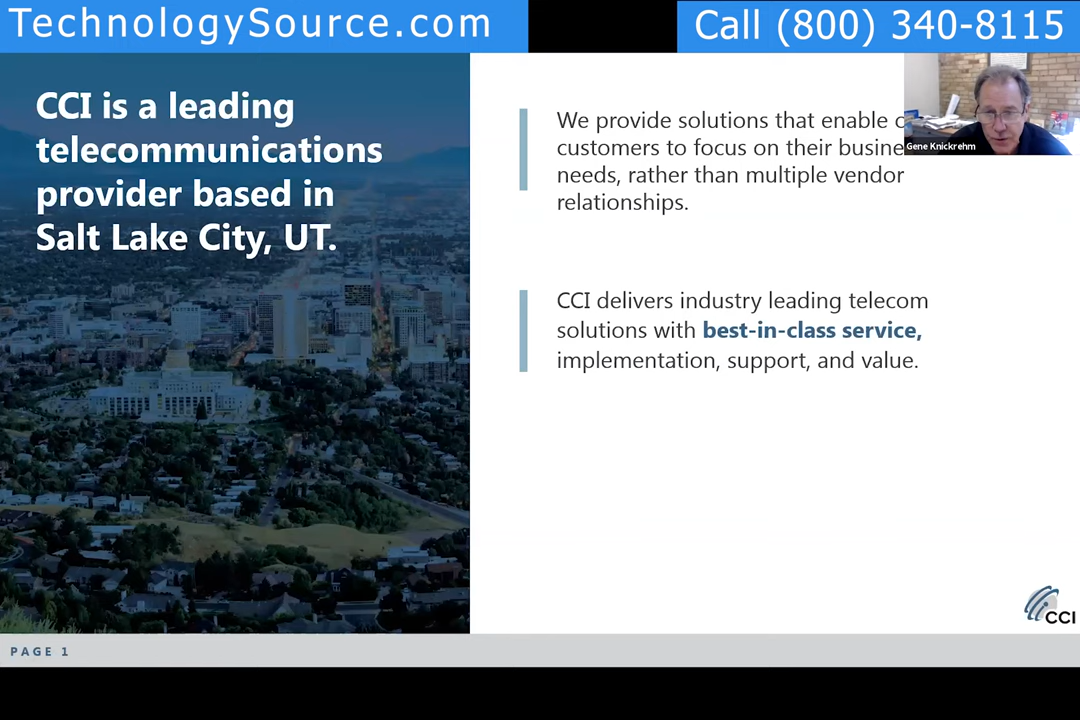 TechnologySource.com
Call (800) 340-8115
CCI is a leading
telecommunications
provider based in
Salt Lake City, UT.
We provide solutions that enable
customers to focus on their
needs, rather than multiple vendor
relationships.
Gene Knickrehm
CCI delivers industry leading telecom
solutions with best-in-class service,
implementation, support, and value.
CCI
PAGE 1